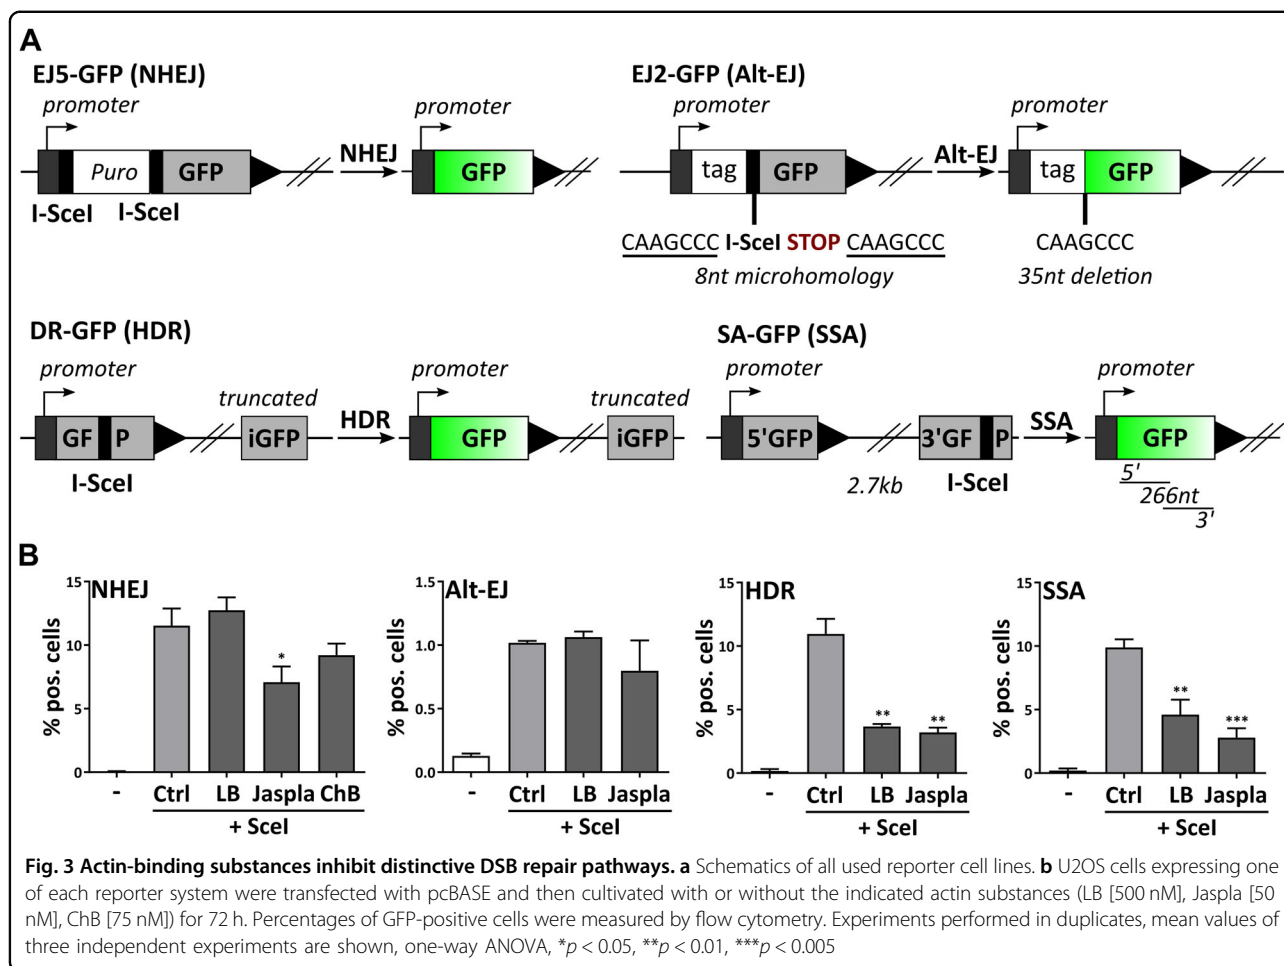 A
EJ5-GFP (NHEJ)
promoter
Puro
GFP
I-SceI
I-SceI
NHEJ
promoter
GFP
EJ2-GFP (Alt-EJ)
promoter
tag
GFP
CAAGCCC I-SceI STOP CAAGCCC
8nt microhomology
Alt-EJ
promoter
tag
GFP
CAAGCCC
35nt deletion
DR-GFP (HDR)
promoter
truncated
GF P
iGFP
I-SceI
HDR
promoter
truncated
GFP
iGFP
SA-GFP (SSA)
promoter
5'GFP
3'GF P
2.7kb
I-SceI
SSA
promoter
GFP
5'
266nt
3'
B
NHEJ
% pos. cells
15
10
5
0
*
- Ctrl LB Jaspla ChB
+ SceI
Alt-EJ
% pos. cells
1.5
1.0
0.5
0.0
- Ctrl LB Jaspla
+ SceI
HDR
% pos. cells
15
10
5
0
** **
- Ctrl LB Jaspla
+ SceI
SSA
% pos. cells
15
10
5
0
** ***
- Ctrl LB Jaspla
+ SceI
Fig. 3 Actin-binding substances inhibit distinctive DSB repair pathways. a Schematics of all used reporter cell lines. b U2OS cells expressing one
of each reporter system were transfected with pcBASE and then cultivated with or without the indicated actin substances (LB [500 nM], Jaspla [50
nM], ChB [75 nM]) for 72 h. Percentages of GFP-positive cells were measured by flow cytometry. Experiments performed in duplicates, mean values of
three independent experiments are shown, one-way ANOVA, *p < 0.05, **p < 0.01, ***p < 0.005